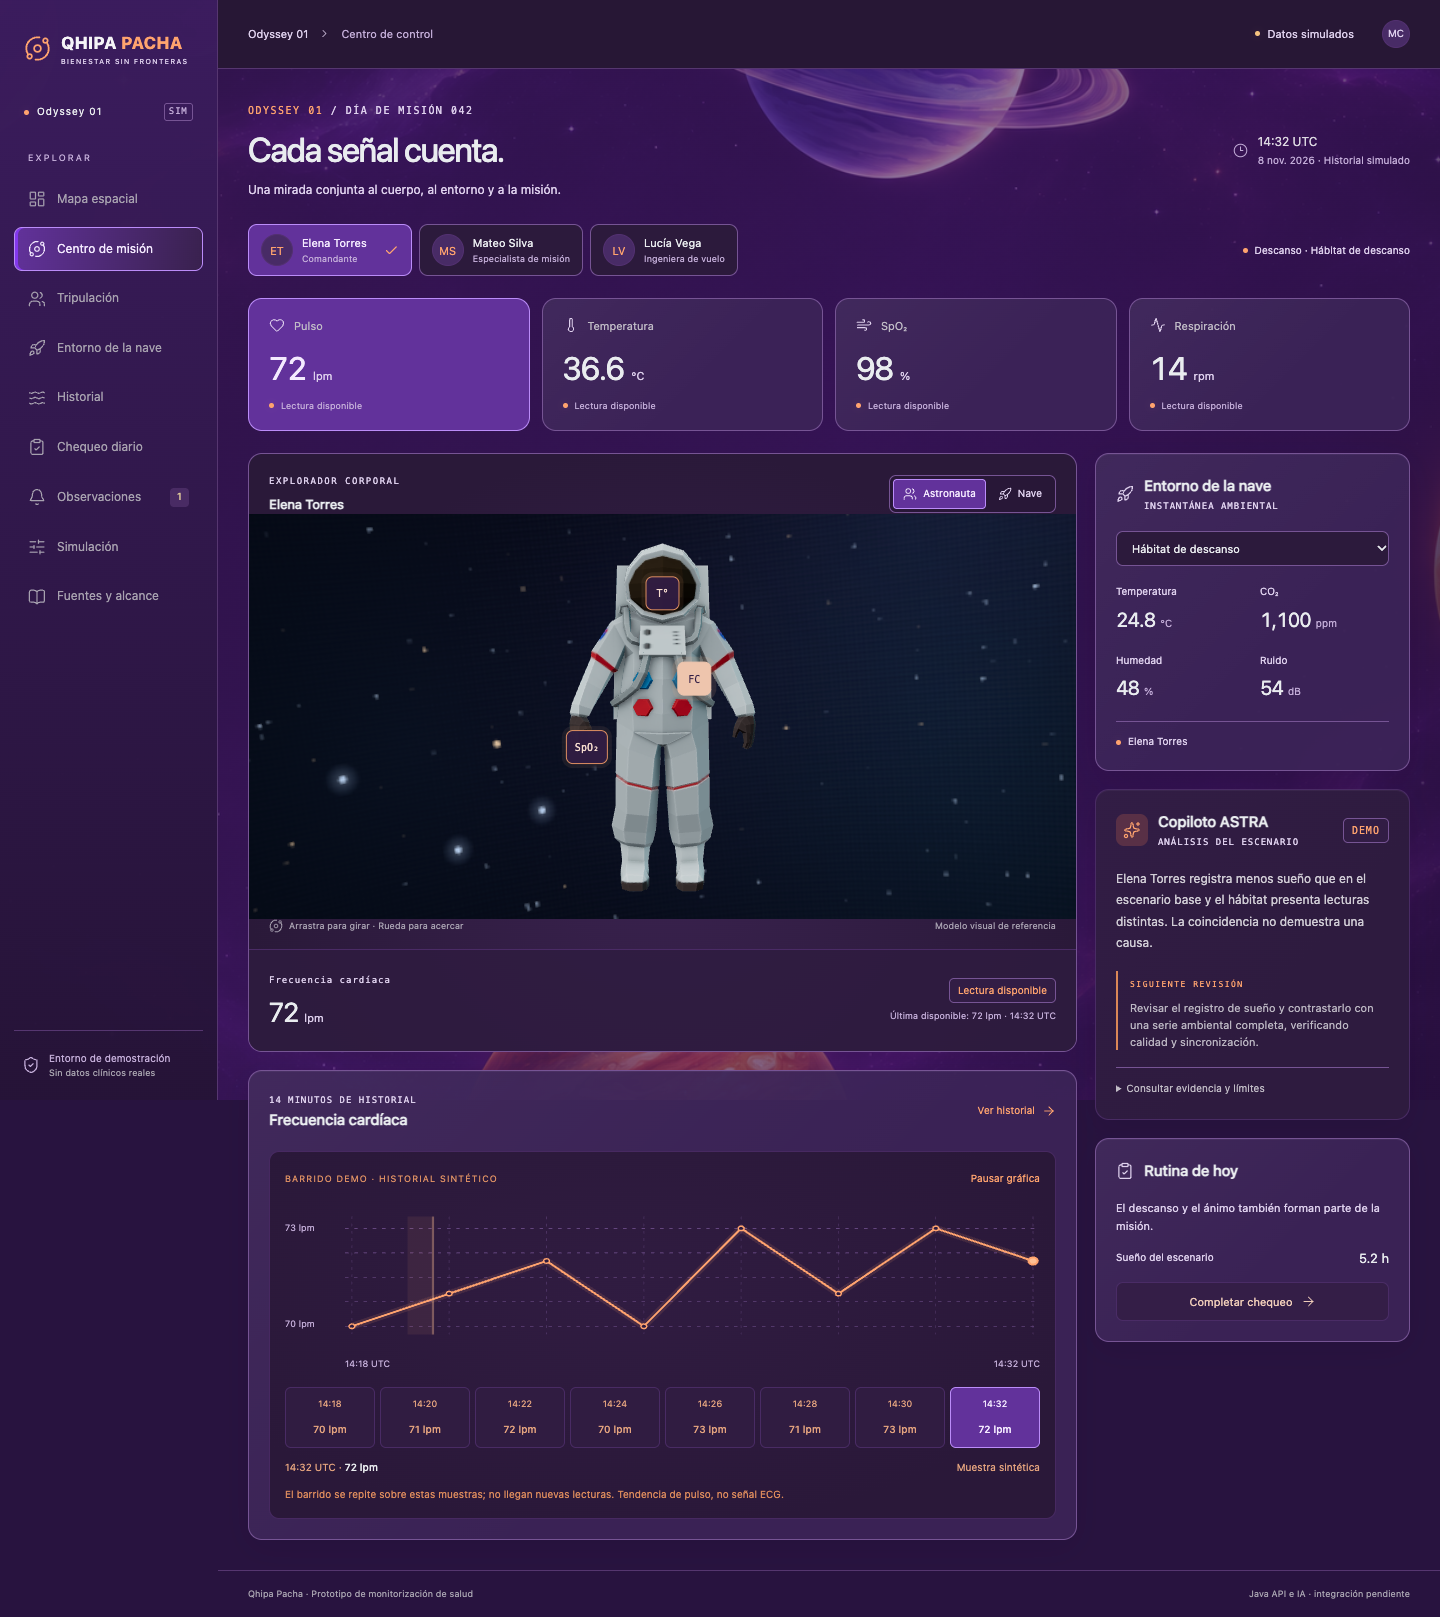 QHIPA PACHA
BIENESTAR SIN FRONTERAS
Odyssey 01
SIM
EXPLORAR
Mapa espacial
Centro de misión
Tripulación
Entorno de la nave
Historial
Chequeo diario
Observaciones 1
Simulación
Fuentes y alcance
Entorno de demostración
Sin datos clínicos reales
Odyssey 01 > Centro de control
Datos simulados
MC
ODYSSEY 01 / DÍA DE MISIÓN 042
Cada señal cuenta.
Una mirada conjunta al cuerpo, al entorno y a la misión.
14:32 UTC
8 nov. 2026 · Historial simulado
ET
Elena Torres
Comandante
MS
Mateo Silva
Especialista de misión
LV
Lucía Vega
Ingeniera de vuelo
Descanso · Hábitat de descanso
Pulso
72 lpm
Lectura disponible
Temperatura
36.6 °C
Lectura disponible
SpO₂
98 %
Lectura disponible
Respiración
14 rpm
Lectura disponible
EXPLORADOR CORPORAL
Elena Torres
Astronauta
Nave
T°
FC
SpO₂
Arrastra para girar · Rueda para acercar
Modelo visual de referencia
Frecuencia cardíaca
72 lpm
Lectura disponible
Última disponible: 72 lpm · 14:32 UTC
14 MINUTOS DE HISTORIAL
Frecuencia cardíaca
Ver historial
BARRIDO DEMO · HISTORIAL SINTÉTICO
Pausar gráfica
73 lpm
70 lpm
14:18 UTC
14:32 UTC
14:18
70 lpm
14:20
71 lpm
14:22
72 lpm
14:24
70 lpm
14:26
73 lpm
14:28
71 lpm
14:30
73 lpm
14:32
72 lpm
14:32 UTC · 72 lpm
Muestra sintética
El barrido se repite sobre estas muestras; no llegan nuevas lecturas. Tendencia de pulso, no señal ECG.
Entorno de la nave
INSTANTÁNEA AMBIENTAL
Hábitat de descanso
Temperatura
24.8 °C
CO₂
1,100 ppm
Humedad
48 %
Ruido
54 dB
Elena Torres
Copiloto ASTRA
ANÁLISIS DEL ESCENARIO
DEMO
Elena Torres registra menos sueño que en el
escenario base y el hábitat presenta lecturas
distintas. La coincidencia no demuestra una
causa.
SIGUIENTE REVISIÓN
Revisar el registro de sueño y contrastarlo con
una serie ambiental completa, verificando
calidad y sincronización.
Consultar evidencia y límites
Rutina de hoy
El descanso y el ánimo también forman parte de la
misión.
Sueño del escenario
5.2 h
Completar chequeo
Qhipa Pacha · Prototipo de monitorización de salud
Java API e IA · integración pendiente